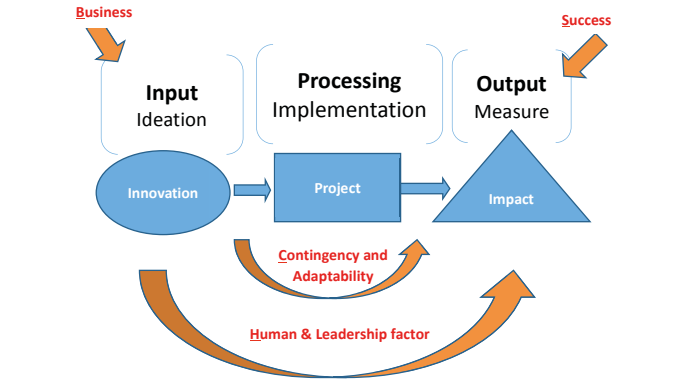 Business
Success
Input
Ideation
Processing
Implementation
Output
Measure
Innovation
Project
Impact
Contingency and
Adaptability
Human & Leadership factor